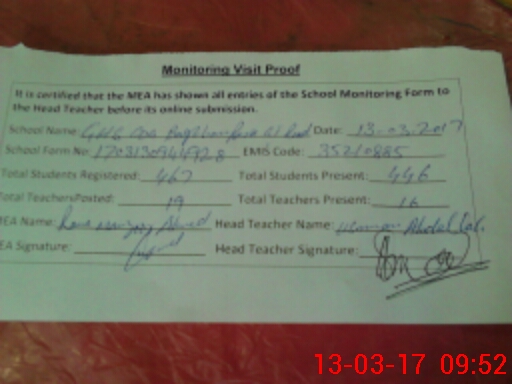 Monitoring Visit Proof
It is certified that the MEA has shown all entries of the School Monitoring Form to
the Head Teacher before its online submission.
School Name: Date: 13.03.2017
School Form No: EMIS Code: 35210885
Total Students Registered: 467 Total Students Present: 446
Total Teachers Posted: 19 Total Teachers Present: 16
MEA Name: Ahmed Head Teacher Name: Abdul
MEA Signature: Head Teacher Signature:
13-03-17 09:52